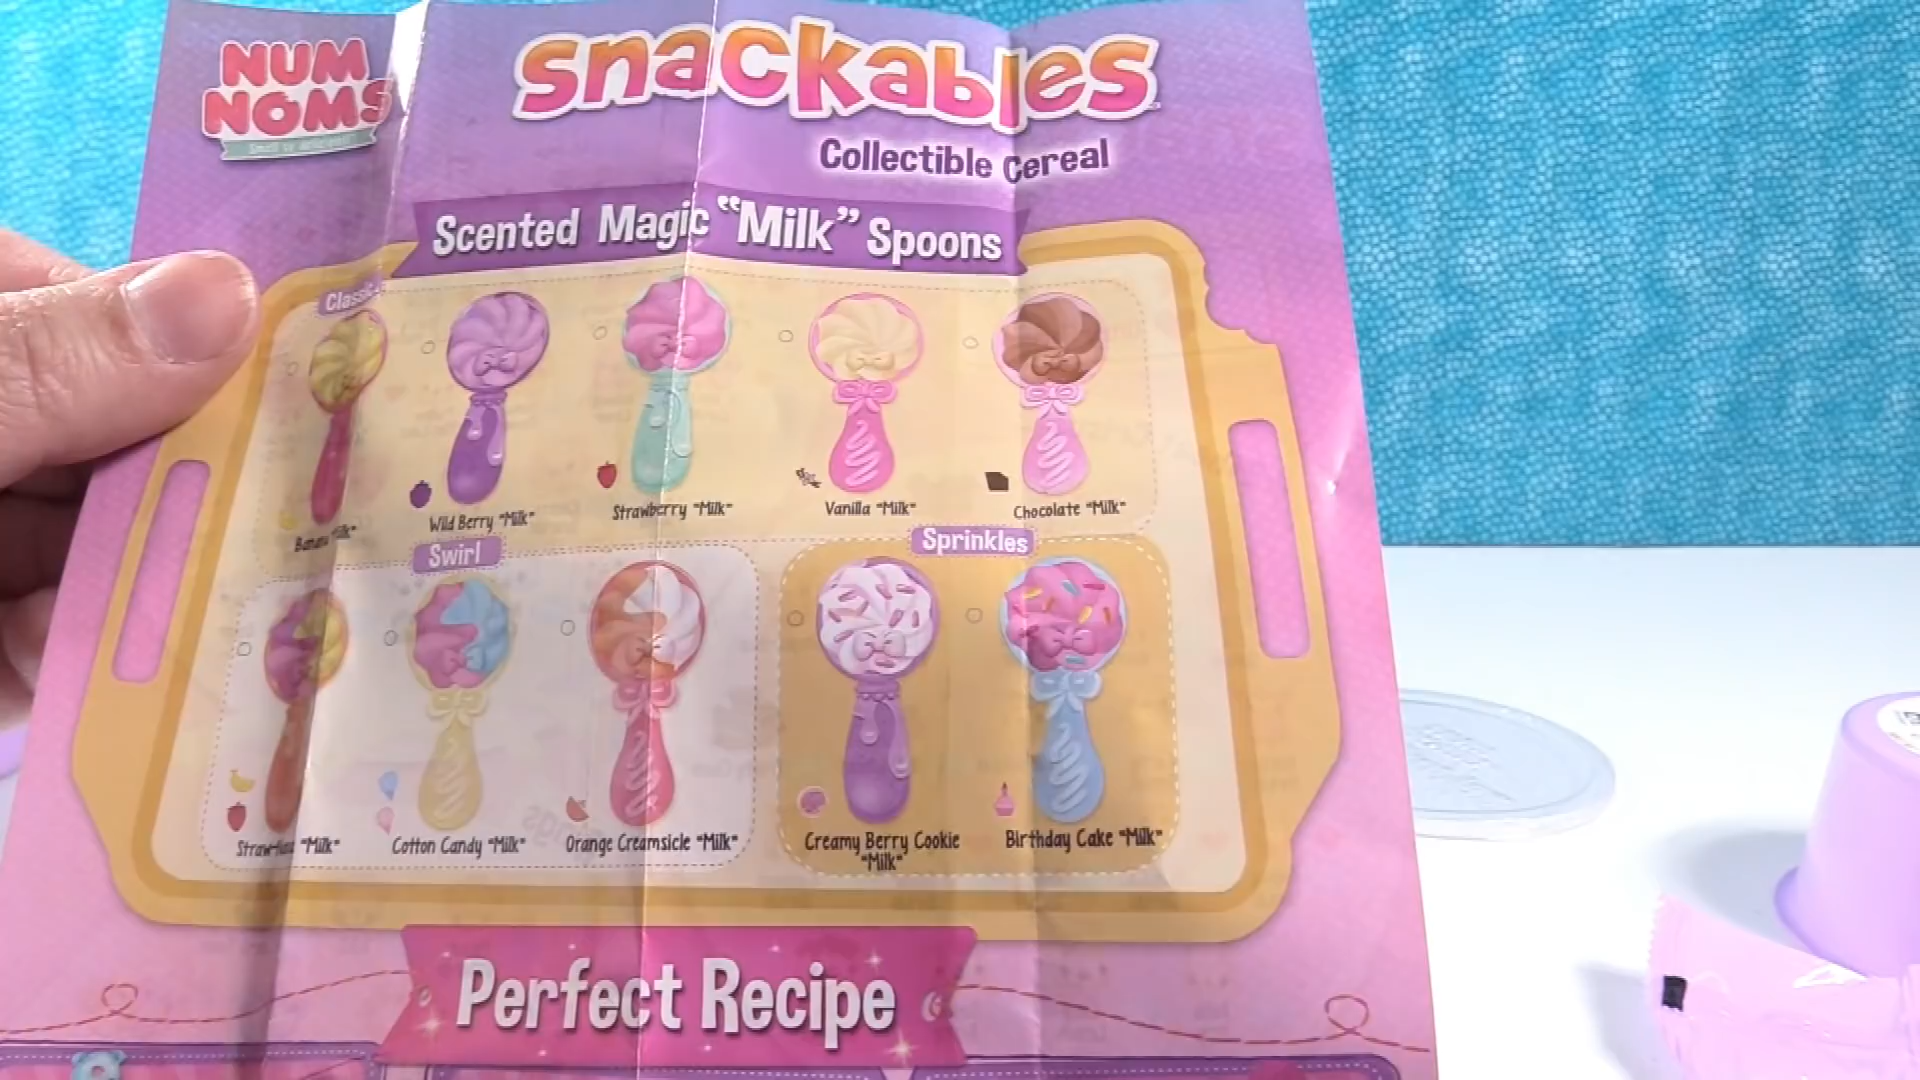 NUM
NOMS
Snackables
Collectible Cereal
Scented Magic "Milk" Spoons
Classic
Wild Berry "Milk"
Strawberry "Milk"
Vanilla "Milk"
Chocolate "Milk"
Swirl
Sprinkles
"Milk"
Cotton Candy "Milk"
Orange Creamsicle "Milk"
Creamy Berry Cookie
"Milk"
Birthday Cake "Milk"
Perfect Recipe